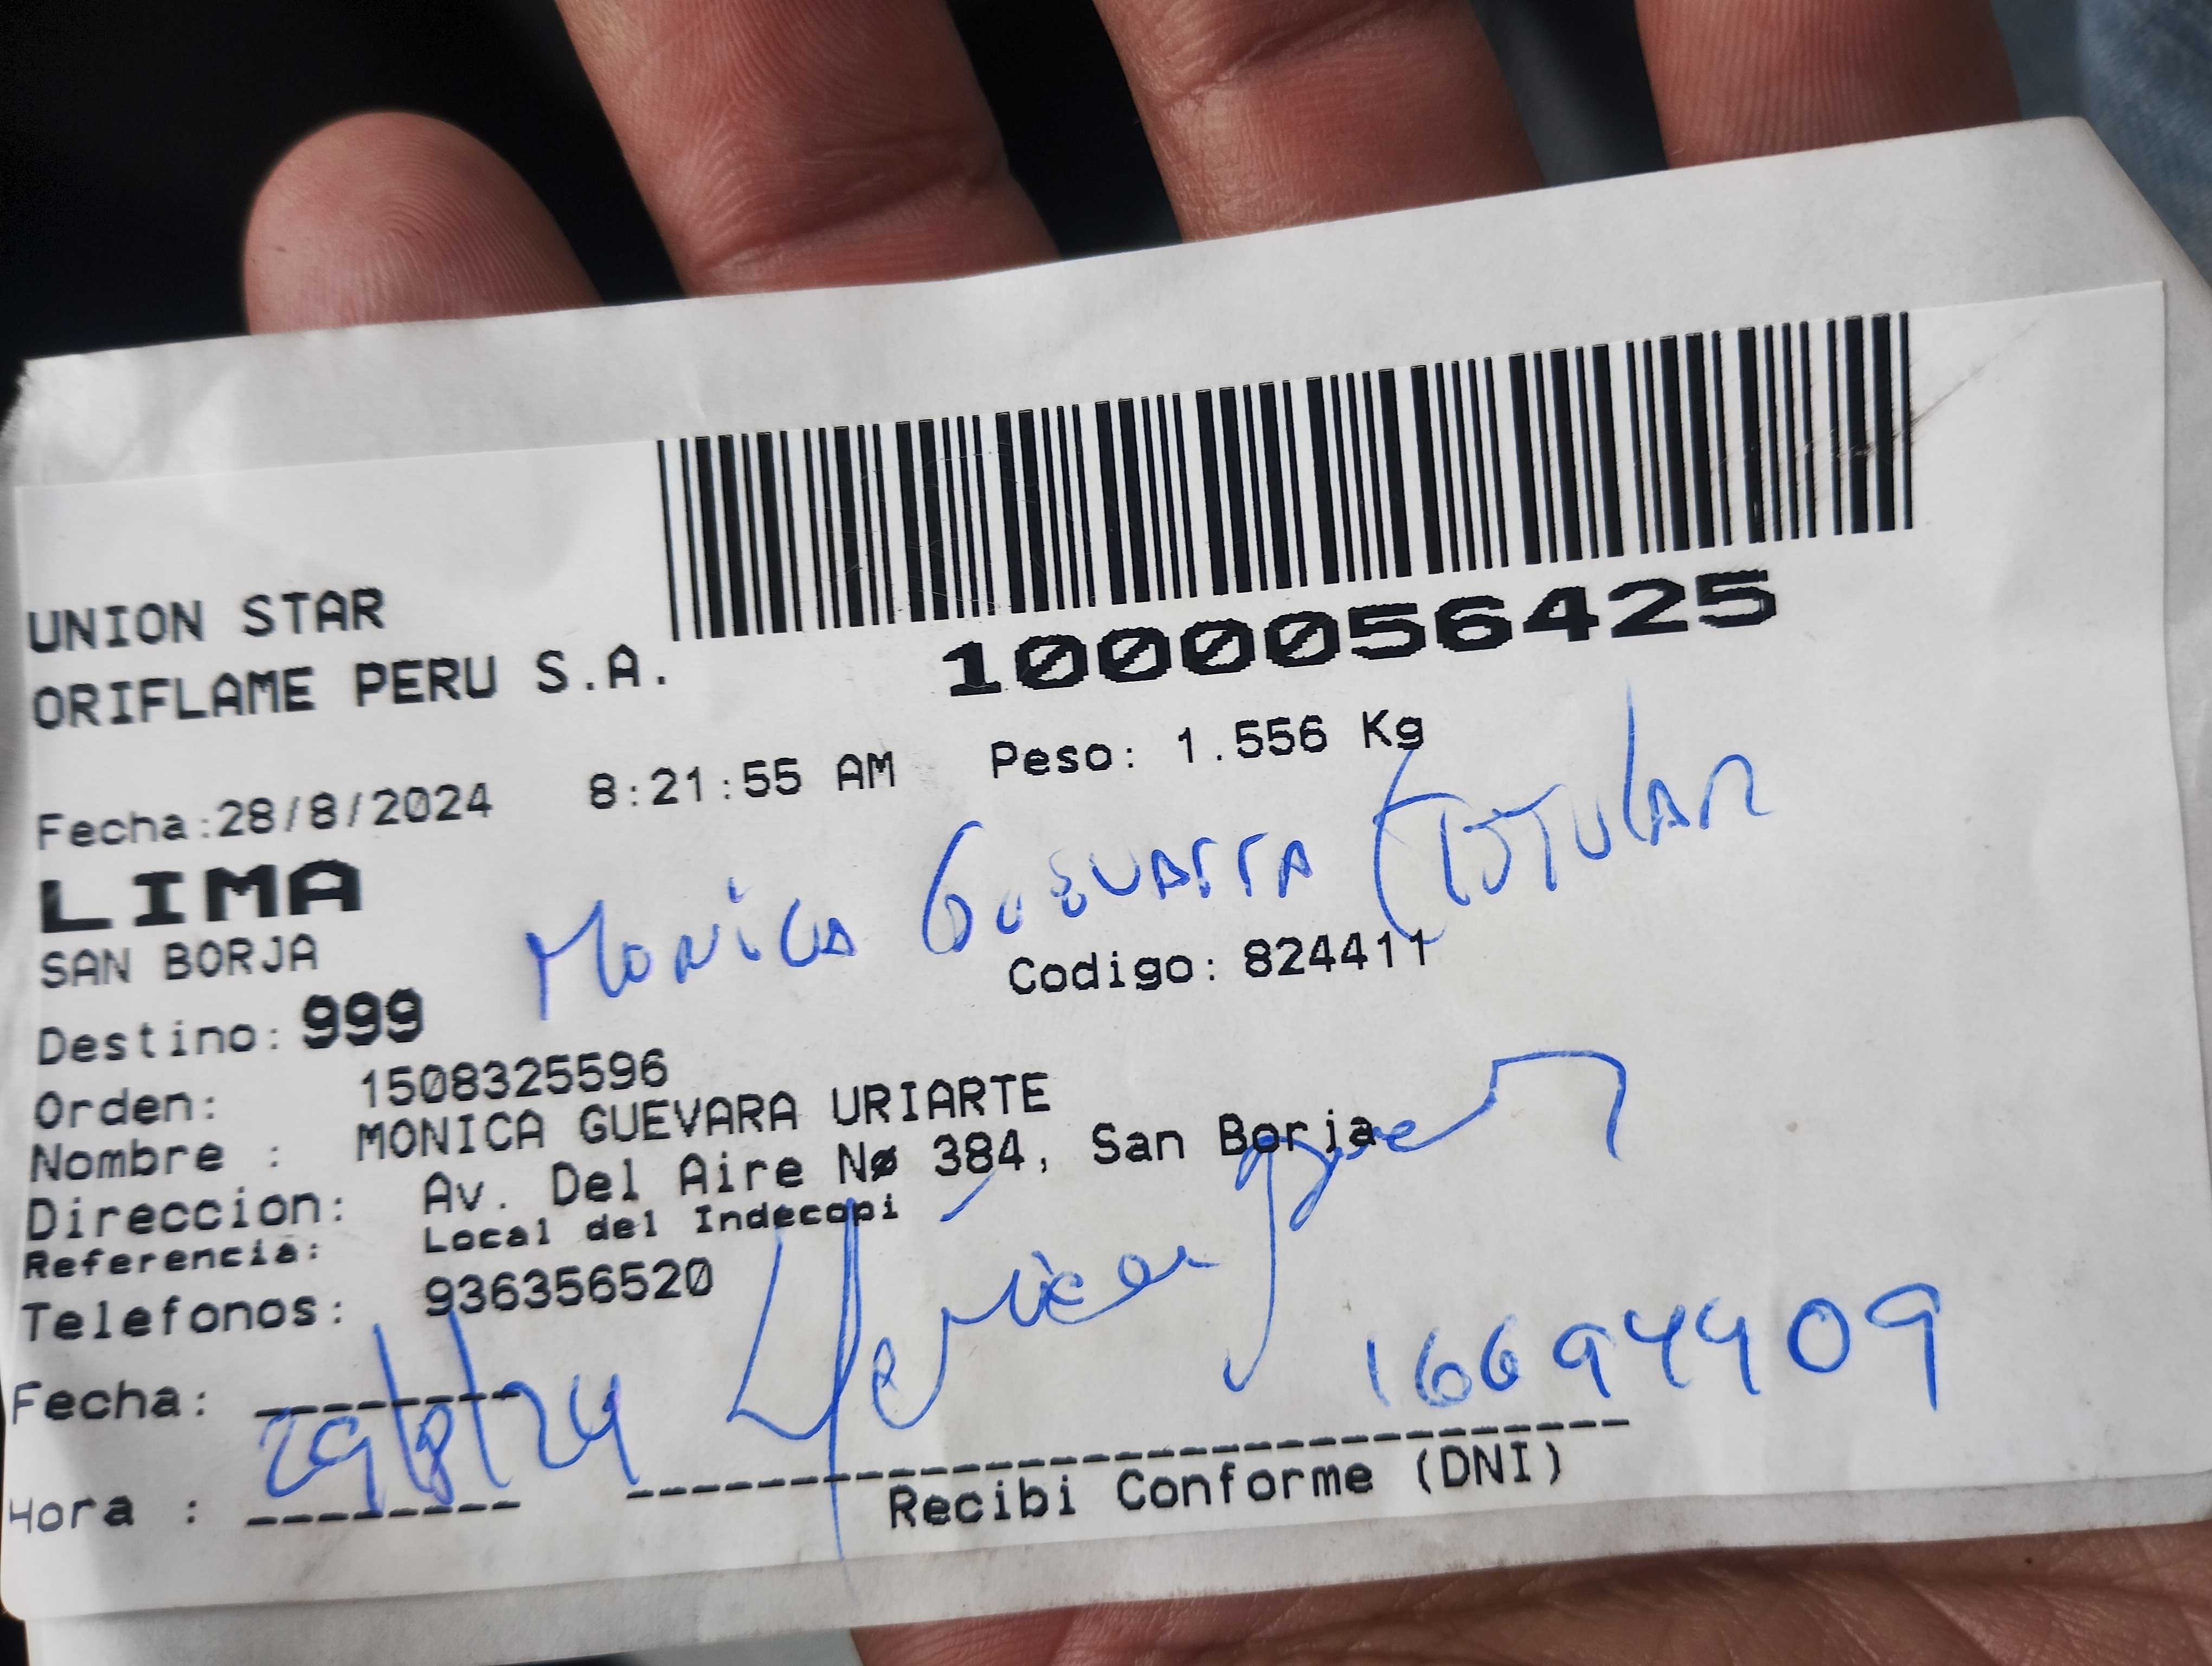 UNION STAR
ORIFLAME PERU S.A.
1000056425
Fecha:28/8/2024 8:21:55 AM Peso: 1.556 Kg
LIMA
MONICA GUEVARRA (TITULAR
SAN BORJA
Codigo: 824411
Destino: 999
Orden: 1508325596
Nombre : MONICA GUEVARA URIARTE
Direccion: Av. Del Aire Nø 384, San Borja
Referencia: Local del Indecopi
Telefonos: 936356520
16694909
Fecha: 29/8/24
Hora :
Recibi Conforme (DNI)